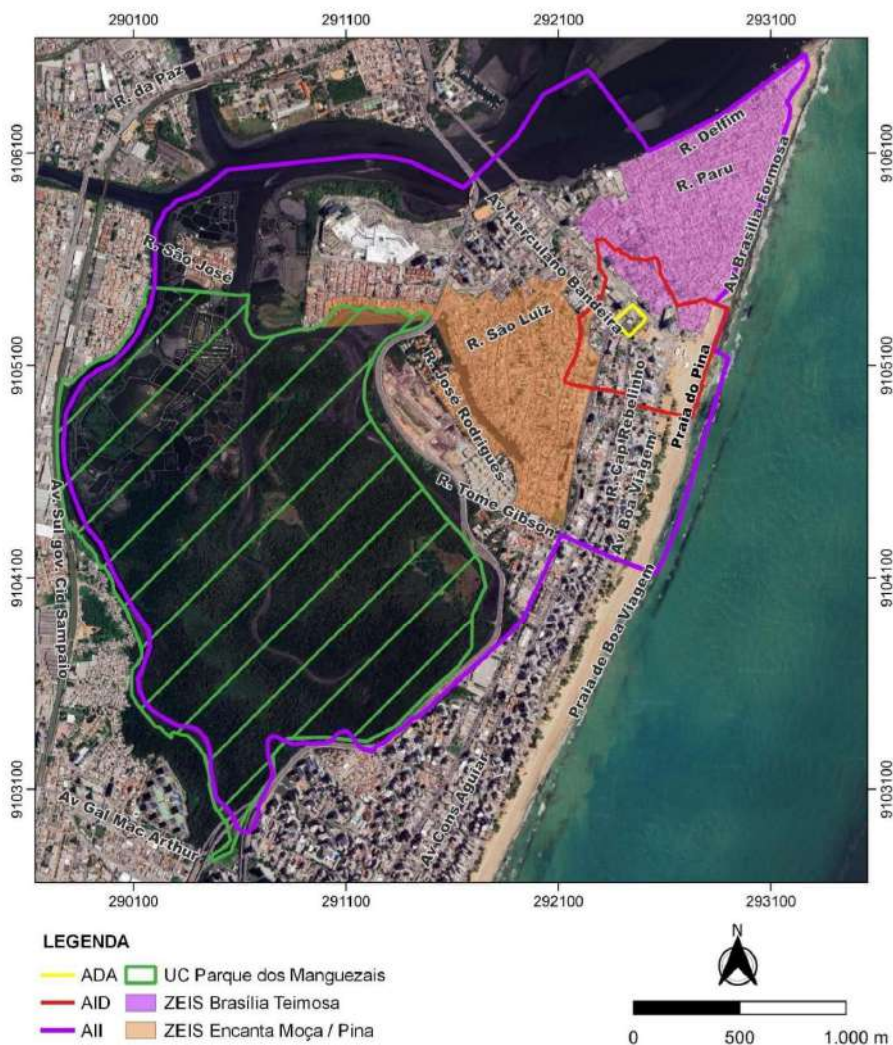 290100 291100 292100 293100
R. da Paz
9106100 9106100
R. Delfim
R. Paru
Av Herculano Bandeira
Av Brasília Formosa
R. São José
R. São Luiz
9105100 9105100
R. José Rodrigues
R. Cap Rebelinho
Praia do Pina
Av Boa Viagem
R. Tome Gibson
Av. Sul gov. Cid Sampaio
9104100 9104100
Praia de Boa Viagem
9103100 9103100
Av Gal Mac Arthur
Av Cons Aguiar
290100 291100 292100 293100
LEGENDA
ADA UC Parque dos Manguezais
AID ZEIS Brasília Teimosa
AII ZEIS Encanta Moça / Pina
N
0 500 1.000 m